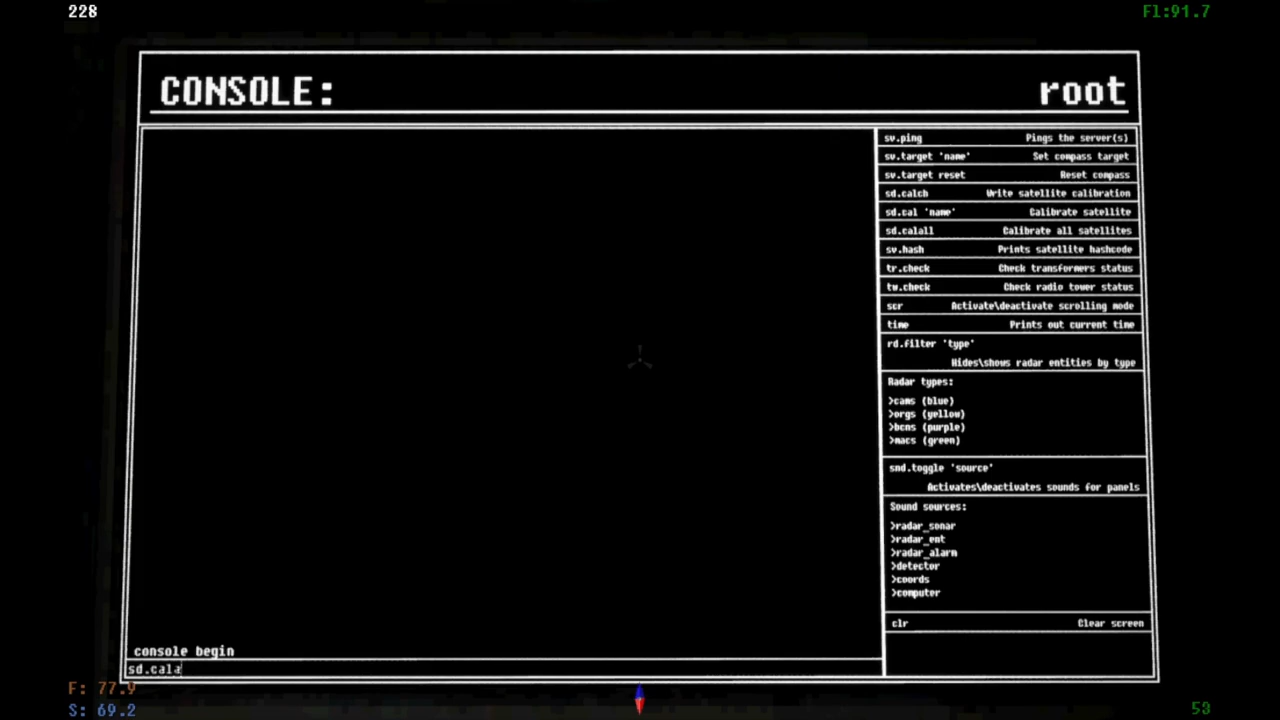 228
Fl:91.7
CONSOLE:
root
sv.ping Pings the server(s)
sv.target 'name' Set compass target
sv.target reset Reset compass
sd.calch Write satellite calibration
sd.cal 'name' Calibrate satellite
sd.calall Calibrate all satellites
sv.hash Prints satellite hashcode
tr.check Check transformers status
tw.check Check radio tower status
scr Activate\deactivate scrolling mode
time Prints out current time
rd.filter 'type'
Hides\shows radar entities by type
Radar types:
>cams (blue)
>orgs (yellow)
>bcns (purple)
>macs (green)
snd.toggle 'source'
Activates\deactivates sounds for panels
Sound sources:
>radar_sonar
>radar_ent
>radar_alarm
>detector
>coords
>computer
clr Clear screen
console begin
sd.cala
F: 77.9
S: 69.2
53